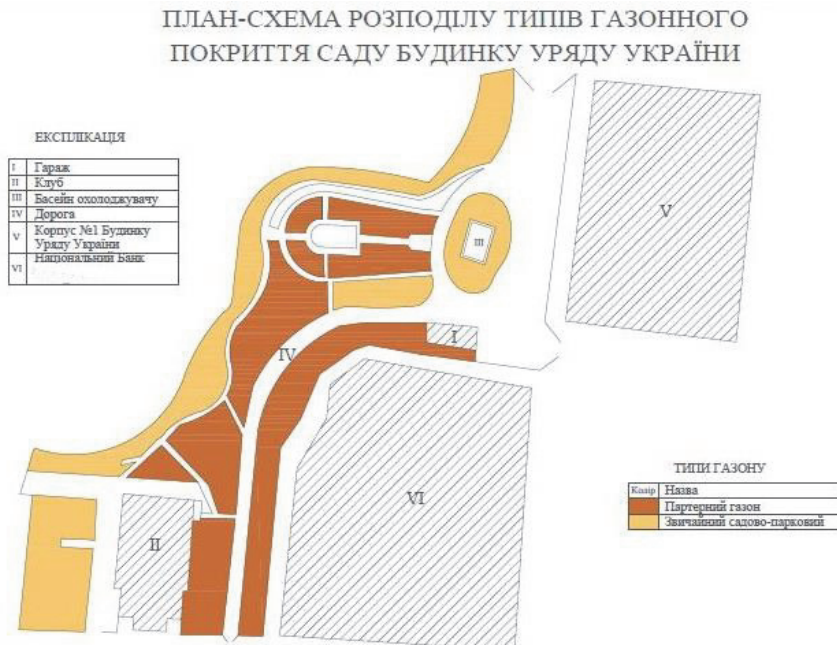 ПЛАН-СХЕМА РОЗПОДІЛУ ТИПІВ ГАЗОННОГО
ПОКРИТТЯ САДУ БУДИНКУ УРЯДУ УКРАЇНИ
ЕКСПЛІКАЦІЯ
I Гараж
II Клуб
III Басейн охолоджувачу
IV Дорога
V Корпус №1 Будинку
Уряду України
VI Національний Банк
V
III
I
IV
VI
II
ТИПИ ГАЗОНУ
Колір Назва
Партерний газон
Звичайний садово-парковий